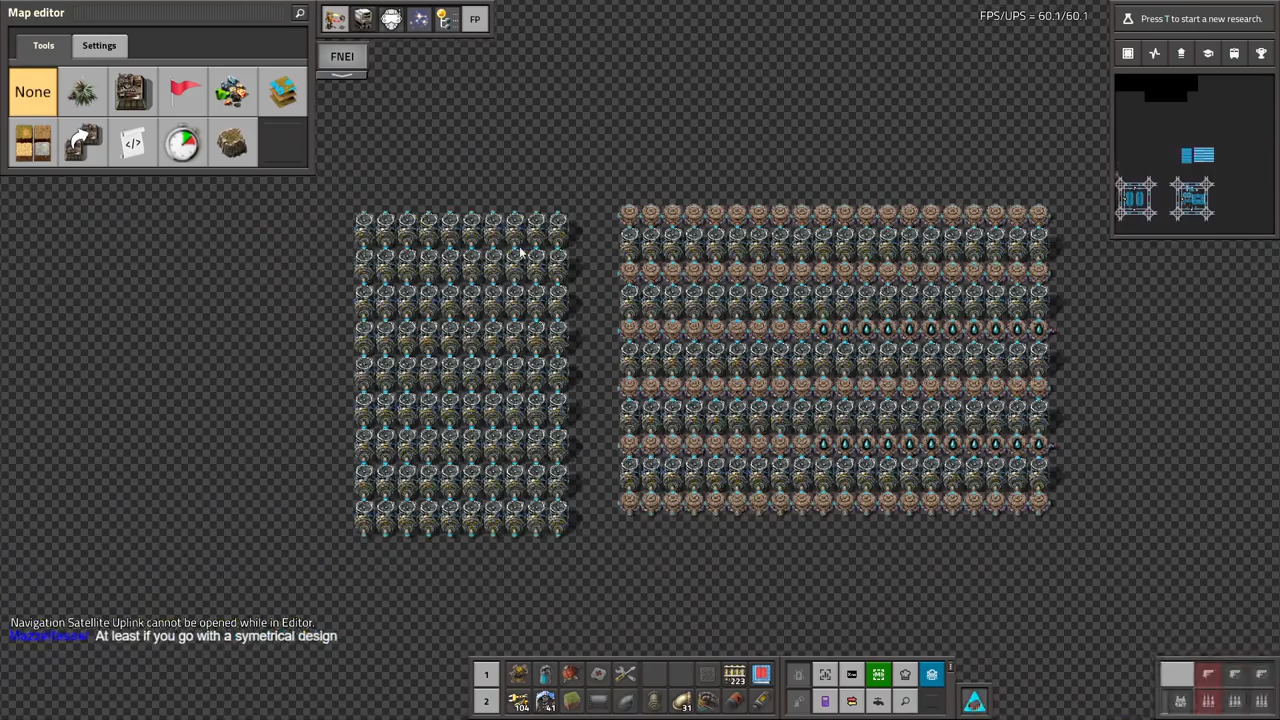 Map editor
FP
FPS/UPS = 60.1/60.1
Press T to start a new research.
Tools
Settings
FNEI
None
Navigation Satellite Uplink cannot be opened while in Editor.
At least if you go with a symetrical design
1
223
2
104
41
31